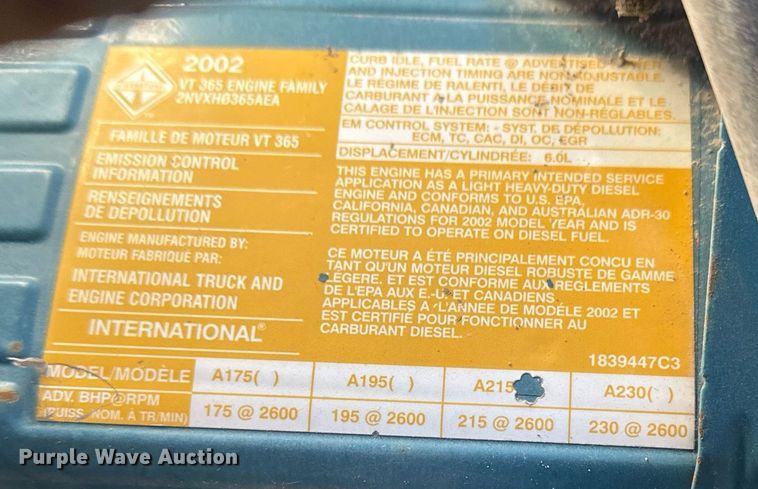 2002
VT 365 ENGINE FAMILY
2NVXH0365AEA
FAMILLE DE MOTEUR VT 365
EMISSION CONTROL
INFORMATION
RENSEIGNEMENTS
DE DEPOLLUTION
ENGINE MANUFACTURED BY:
MOTEUR FABRIQUÉ PAR:
INTERNATIONAL TRUCK AND
ENGINE CORPORATION
INTERNATIONAL®
CURB IDLE, FUEL RATE @ ADVERTISED POWER
AND INJECTION TIMING ARE NON-ADJUSTABLE.
LE RÉGIME DE RALENTI, LE DÉBIT DE
CARBURANT A LA PUISSANCE NOMINALE ET LE
CALAGE DE L'INJECTION SONT NON-RÉGLABLES.
EM CONTROL SYSTEM: - SYST. DE DÉPOLLUTION:
ECM, TC, CAC, DI, OC, EGR
DISPLACEMENT/CYLINDRÉE: 6.0L
THIS ENGINE HAS A PRIMARY INTENDED SERVICE
APPLICATION AS A LIGHT HEAVY-DUTY DIESEL
ENGINE AND CONFORMS TO U.S. EPA,
CALIFORNIA, CANADIAN, AND AUSTRALIAN ADR-30
REGULATIONS FOR 2002 MODEL YEAR AND IS
CERTIFIED TO OPERATE ON DIESEL FUEL.
CE MOTEUR A ÉTÉ PRINCIPALEMENT CONCU EN
TANT QU'UN MOTEUR DIESEL ROBUSTE DE GAMME
LEGERE. ET EST CONFORME AUX REGLEMENTS
DE L'EPA AUX E.-U. ET CANADIENS
APPLICABLES A L'ANNEE DE MODÈLE 2002 ET
EST CERTIFIÉ POUR FONCTIONNER AU
CARBURANT DIESEL.
1839447C3
MODEL/MODÈLE A175( ) A195( ) A215 A230( )
ADV. BHP@RPM
(PUISS. NOM. À TR/MIN) 175 @ 2600 195 @ 2600 215 @ 2600 230 @ 2600
Purple Wave Auction